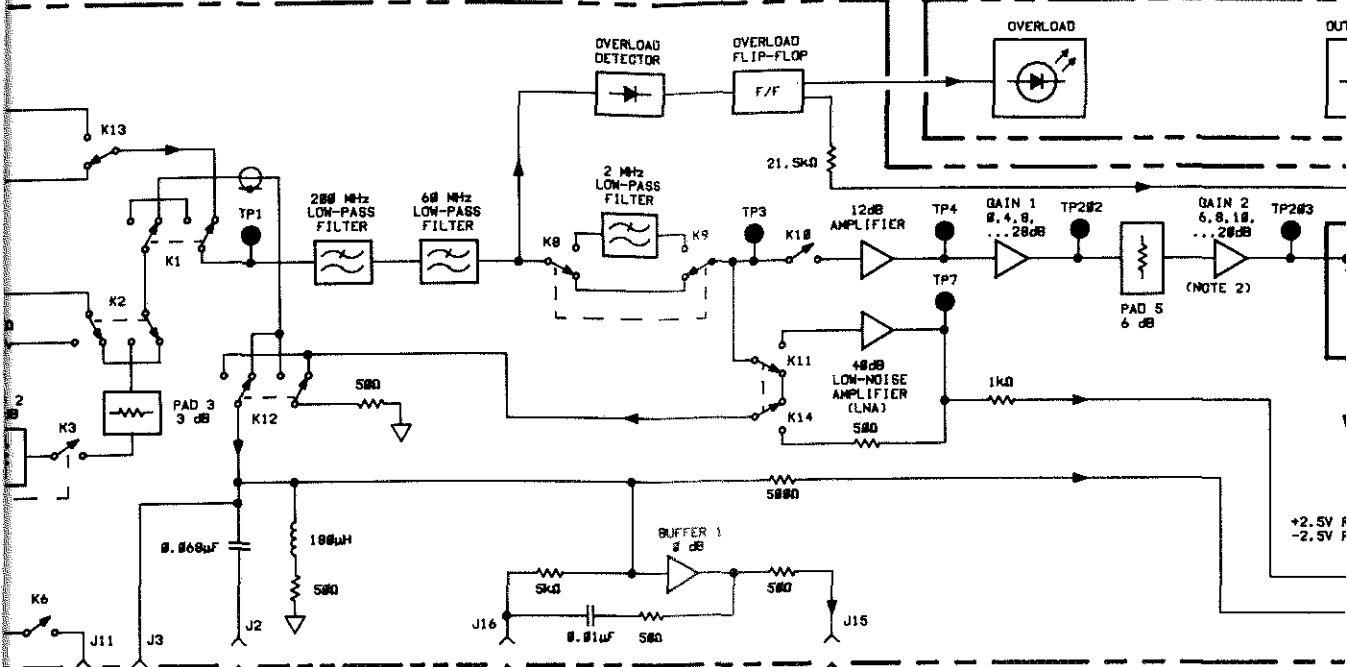 OVERLOAD
DETECTOR
OVERLOAD
FLIP-FLOP
OVERLOAD
F/F
K13
21.5kΩ
TP1
200 MHz
LOW-PASS
FILTER
60 MHz
LOW-PASS
FILTER
2 MHz
LOW-PASS
FILTER
K8
K9
TP3
K10
12dB
AMPLIFIER
TP4
GAIN 1
0,4,8,
...28dB
TP202
GAIN 2
6,8,10,
...20dB
TP203
K1
K2
TP7
PAD 5
6 dB
(NOTE 2)
K11
40dB
LOW-NOISE
AMPLIFIER
(LNA)
1kΩ
2
K3
PAD 3
3 dB
K12
50Ω
K14
50Ω
500Ω
0.068µF
100µH
50Ω
BUFFER 1
0 dB
5kΩ
50Ω
+2.5V
-2.5V
K6
J11
J3
J2
J16
0.01µF
50Ω
J15